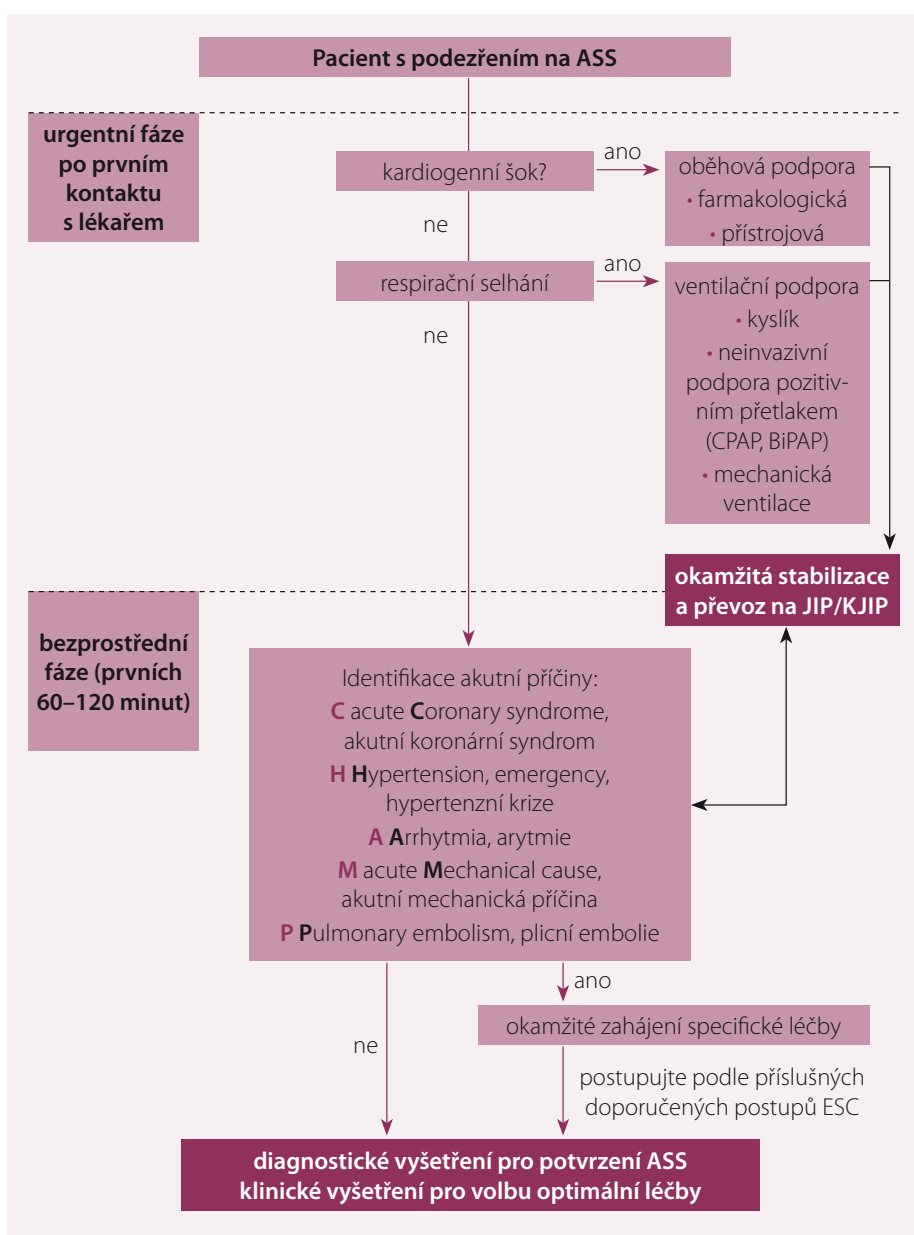 Pacient s podezřením na ASS
urgentní fáze
po prvním
kontaktu
s lékařem
kardiogenní šok?
ano
oběhová podpora
• farmakologická
• přístrojová
ne
respirační selhání
ano
ventilační podpora
• kyslík
• neinvazivní
podpora pozitiv-
ním přetlakem
(CPAP, BiPAP)
• mechanická
ventilace
ne
okamžitá stabilizace
a převoz na JIP/KJIP
bezprostřední
fáze (prvních
60–120 minut)
Identifikace akutní příčiny:
C acute Coronary syndrome,
akutní koronární syndrom
H Hypertension, emergency,
hypertenzní krize
A Arrhytmia, arytmie
M acute Mechanical cause,
akutní mechanická příčina
P Pulmonary embolism, plicní embolie
ano
okamžité zahájení specifické léčby
ne
postupujte podle příslušných
doporučených postupů ESC
diagnostické vyšetření pro potvrzení ASS
klinické vyšetření pro volbu optimální léčby